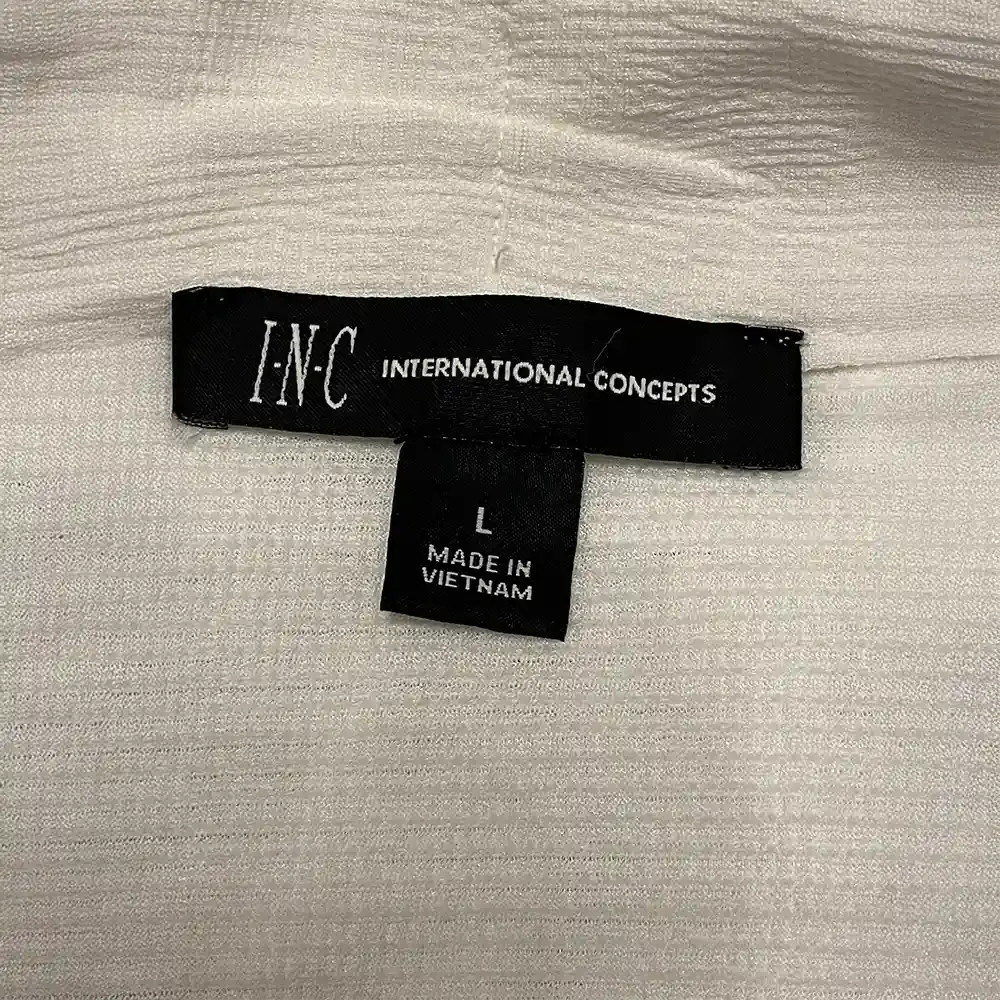 I·N·C INTERNATIONAL CONCEPTS
L
MADE IN
VIETNAM